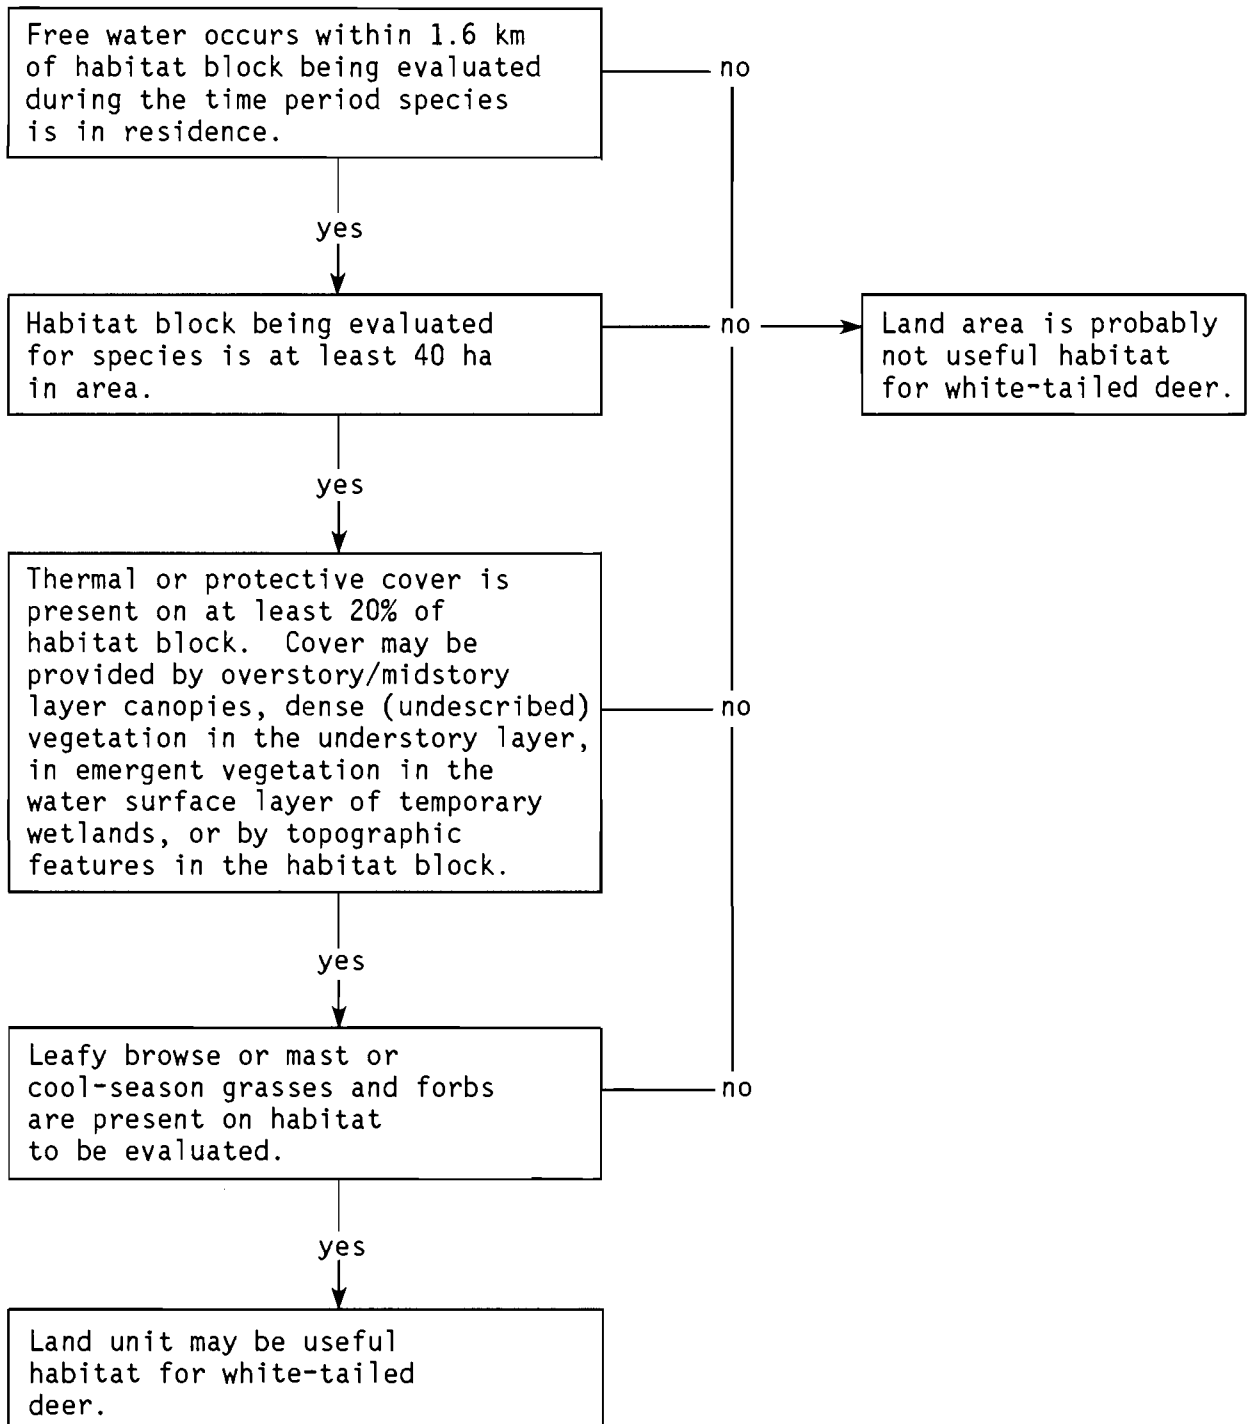 Free water occurs within 1.6 km
of habitat block being evaluated
during the time period species
is in residence.
no
yes
Habitat block being evaluated
for species is at least 40 ha
in area.
no
Land area is probably
not useful habitat
for white-tailed deer.
yes
Thermal or protective cover is
present on at least 20% of
habitat block. Cover may be
provided by overstory/midstory
layer canopies, dense (undescribed)
vegetation in the understory layer,
in emergent vegetation in the
water surface layer of temporary
wetlands, or by topographic
features in the habitat block.
no
yes
Leafy browse or mast or
cool-season grasses and forbs
are present on habitat
to be evaluated.
no
yes
Land unit may be useful
habitat for white-tailed
deer.